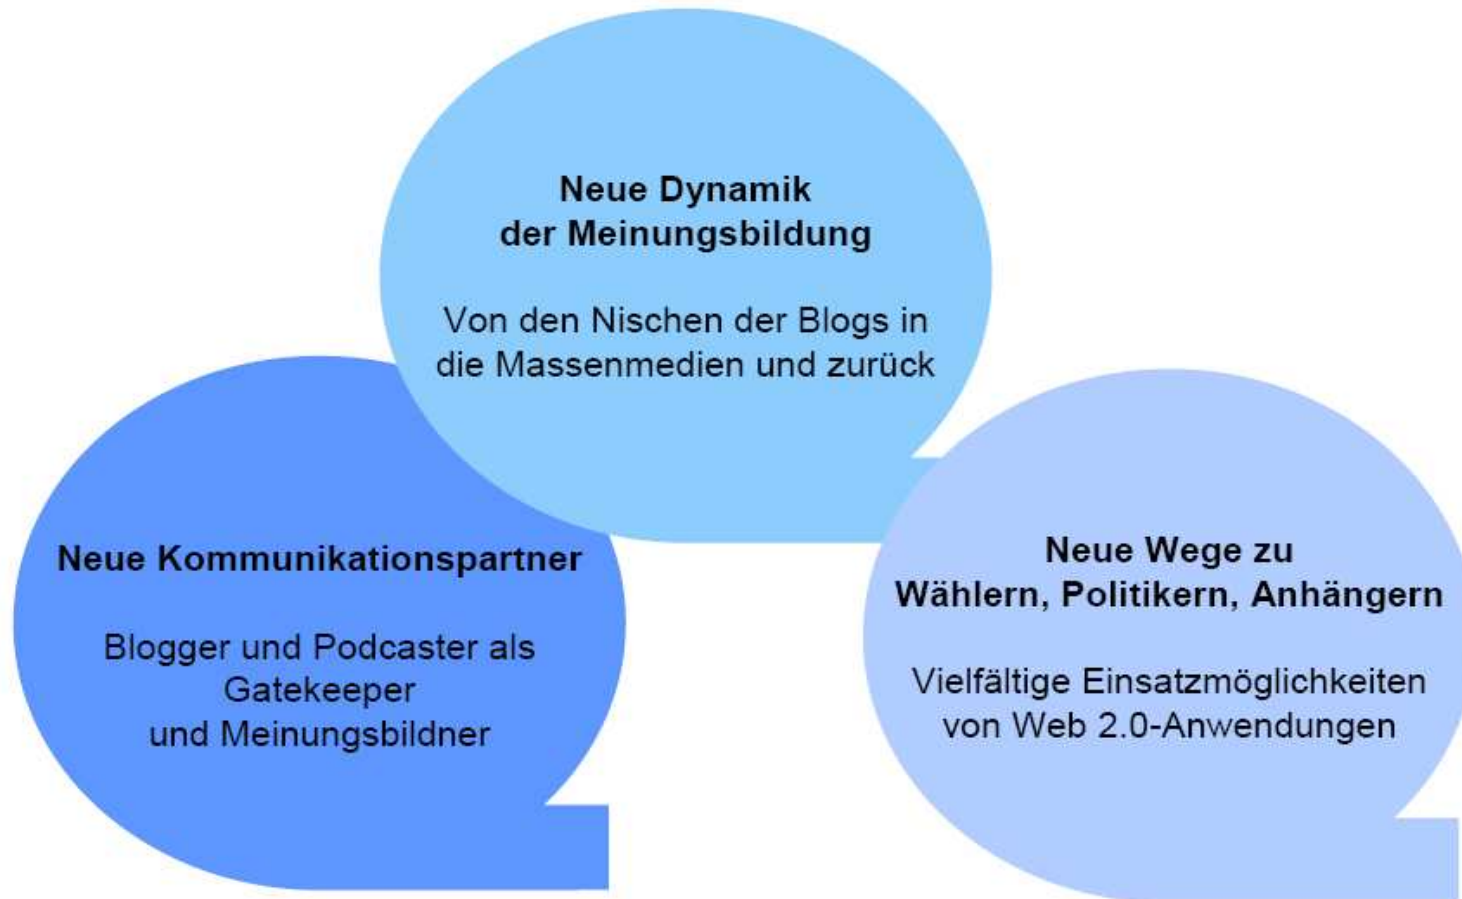 Neue Dynamik
der Meinungsbildung
Von den Nischen der Blogs in
die Massenmedien und zurück
Neue Kommunikationspartner
Blogger und Podcaster als
Gatekeeper
und Meinungsbildner
Neue Wege zu
Wählern, Politikern, Anhängern
Vielfältige Einsatzmöglichkeiten
von Web 2.0-Anwendungen